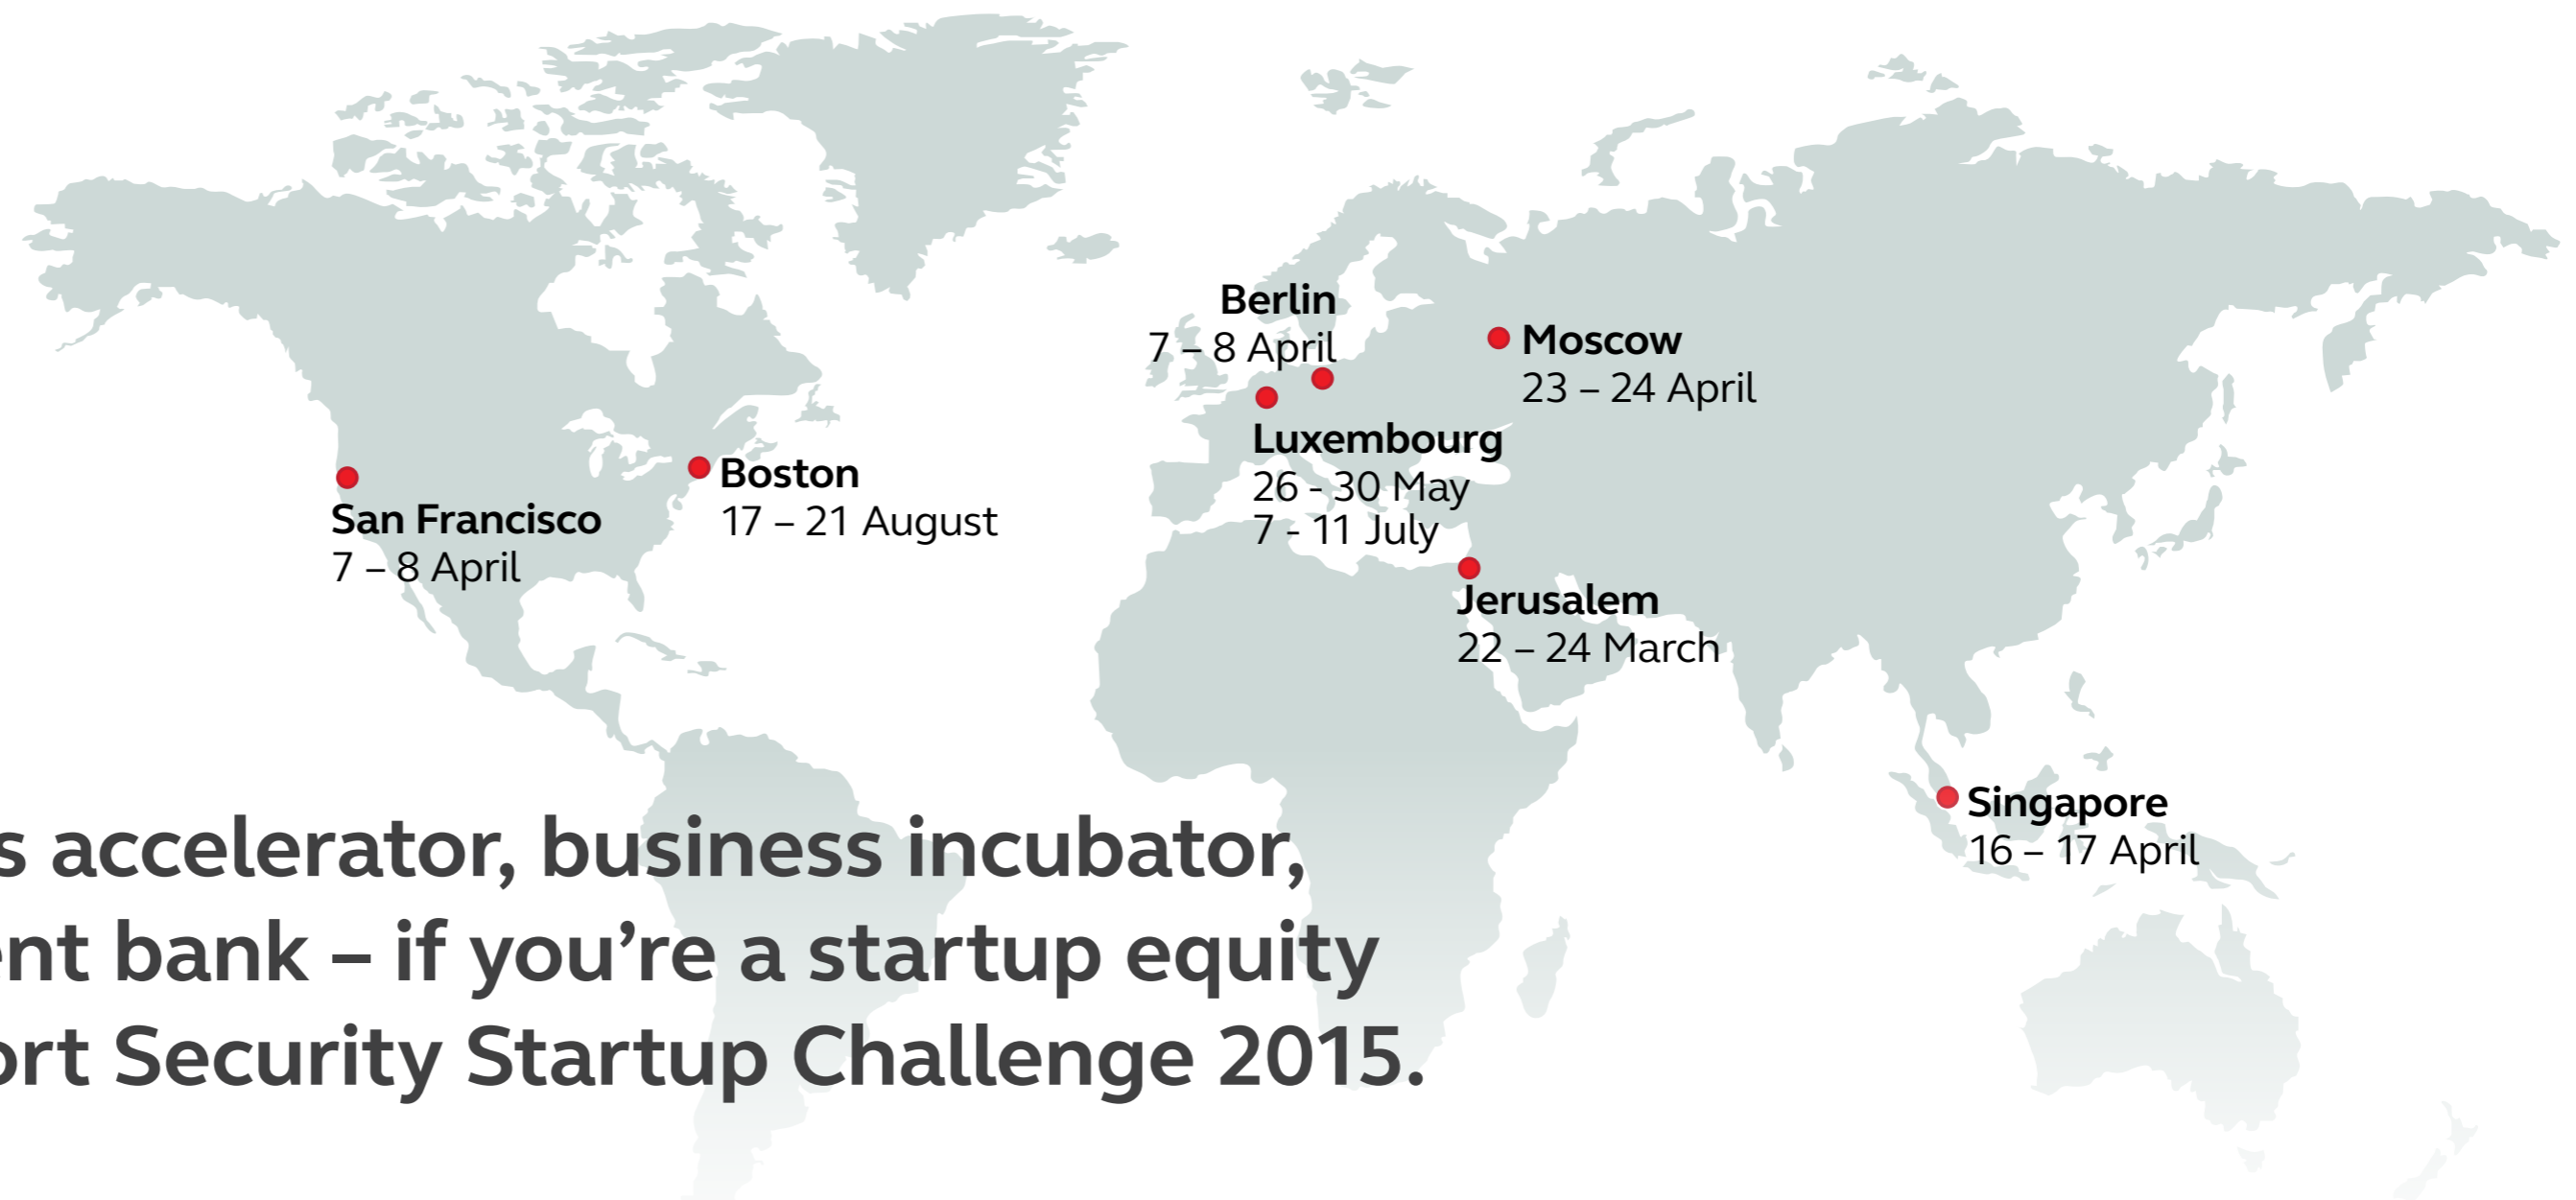 Berlin
7 – 8 April
Moscow
23 – 24 April
Luxembourg
26 - 30 May
7 - 11 July
Boston
17 – 21 August
San Francisco
7 – 8 April
Jerusalem
22 – 24 March
Singapore
16 – 17 April
s accelerator, business incubator,
ent bank – if you’re a startup equity
ort Security Startup Challenge 2015.